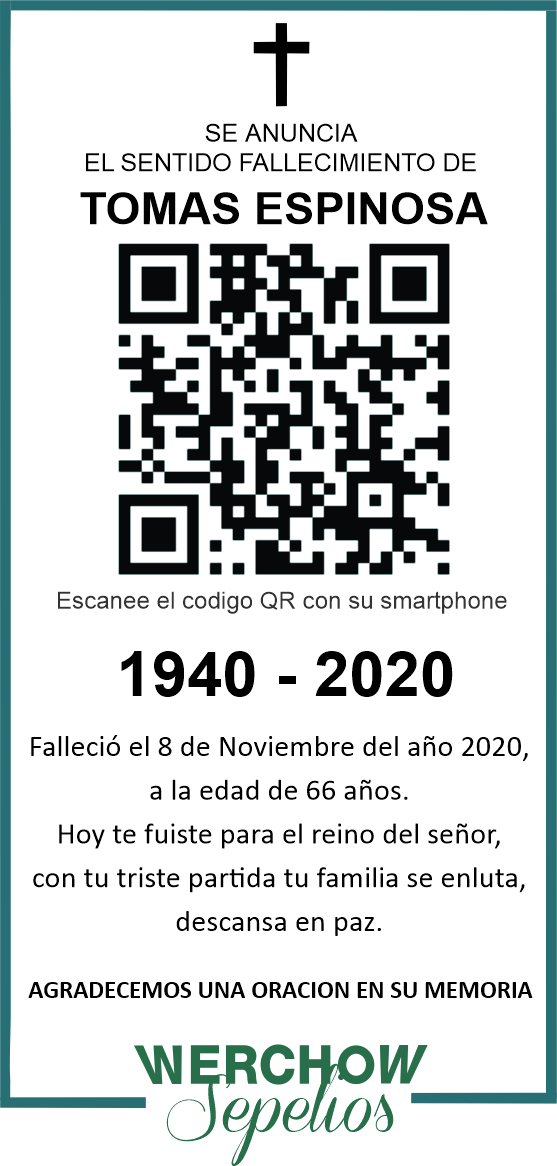 SE ANUNCIA
EL SENTIDO FALLECIMIENTO DE
TOMAS ESPINOSA
Escanee el codigo QR con su smartphone
1940 - 2020
Falleció el 8 de Noviembre del año 2020,
a la edad de 66 años.
Hoy te fuiste para el reino del señor,
con tu triste partida tu familia se enluta,
descansa en paz.
AGRADECEMOS UNA ORACION EN SU MEMORIA
WERCHOW
Sepelios